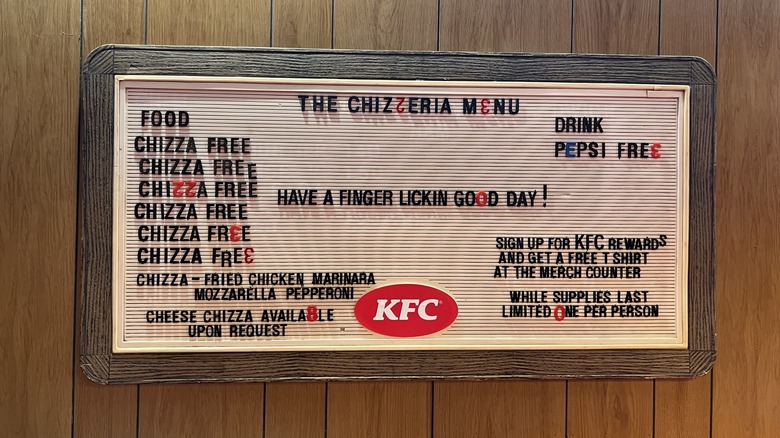 THE CHIZZERIA MENU
FOOD
CHIZZA FREE
CHIZZA FREE
CHIZZA FREE
CHIZZA FREE
CHIZZA FREE
CHIZZA FREE
CHIZZA - FRIED CHICKEN MARINARA
MOZZARELLA PEPPERONI
CHEESE CHIZZA AVAILABLE
UPON REQUEST
HAVE A FINGER LICKIN GOOD DAY!
KFC
DRINK
PEPSI FREE
SIGN UP FOR KFC REWARDS
AND GET A FREE T SHIRT
AT THE MERCH COUNTER
WHILE SUPPLIES LAST
LIMITED ONE PER PERSON